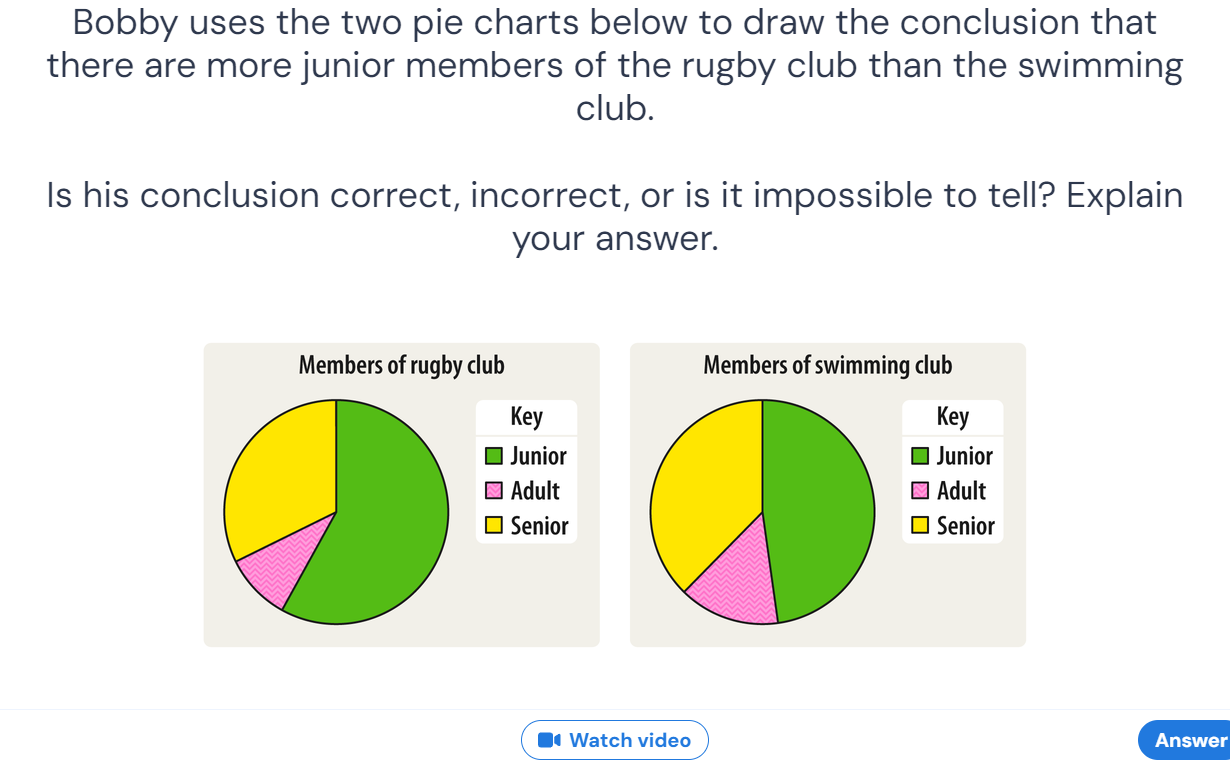 Bobby uses the two pie charts below to draw the conclusion that
there are more junior members of the rugby club than the swimming
club.
Is his conclusion correct, incorrect, or is it impossible to tell? Explain
your answer.
Members of rugby club
Key
Junior
Adult
Senior
Members of swimming club
Key
Junior
Adult
Senior
Watch video
Answer